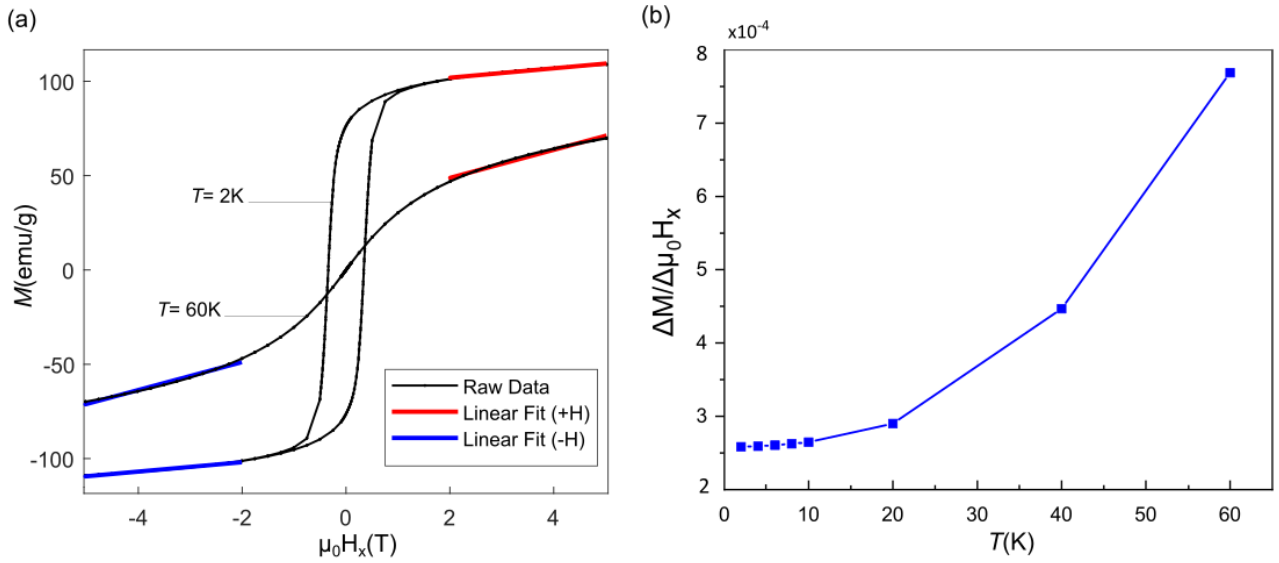 (a)
100
50
0
-50
-100
M(emu/g)
T= 2K
T= 60K
Raw Data
Linear Fit (+H)
Linear Fit (-H)
-4 -2 0 2 4
μ₀Hₓ(T)
(b)
x10⁻⁴
8
7
6
5
4
3
2
ΔM/Δμ₀Hₓ
0 10 20 30 40 50 60
T(K)